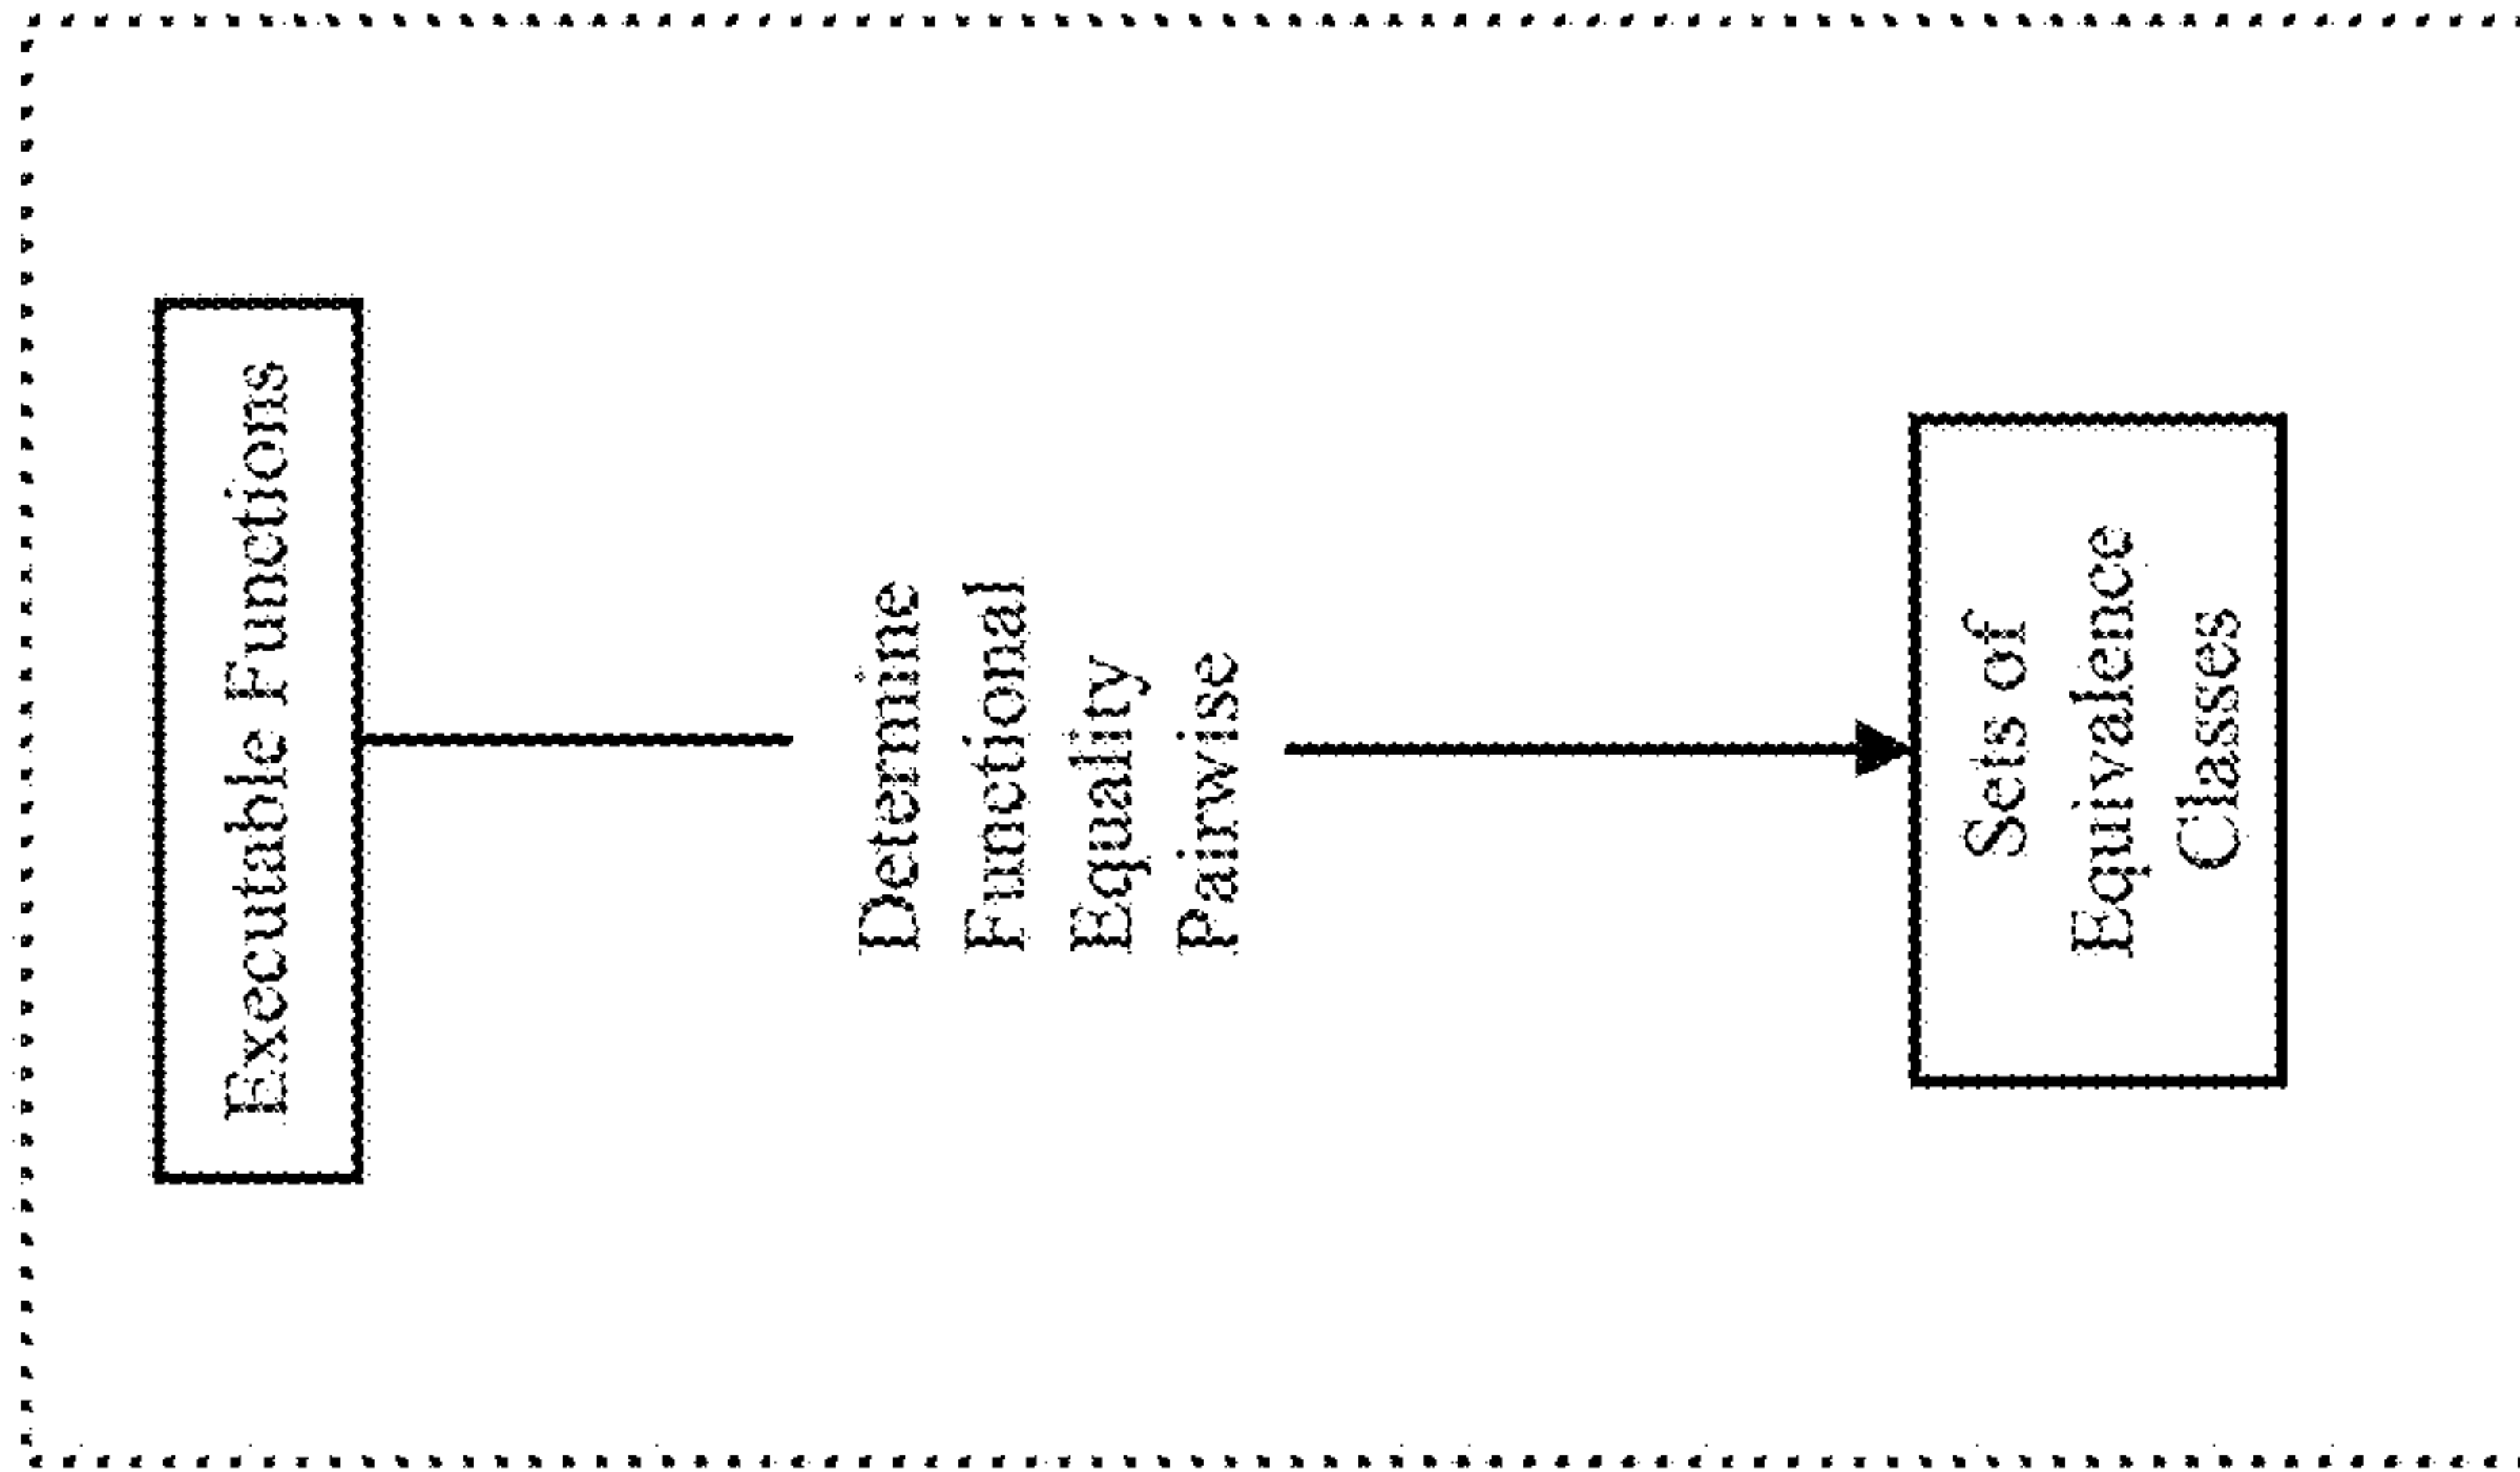 Executable Functions
Determine
Functional
Equality
Pairwise
Sets of
Equivalence
Classes